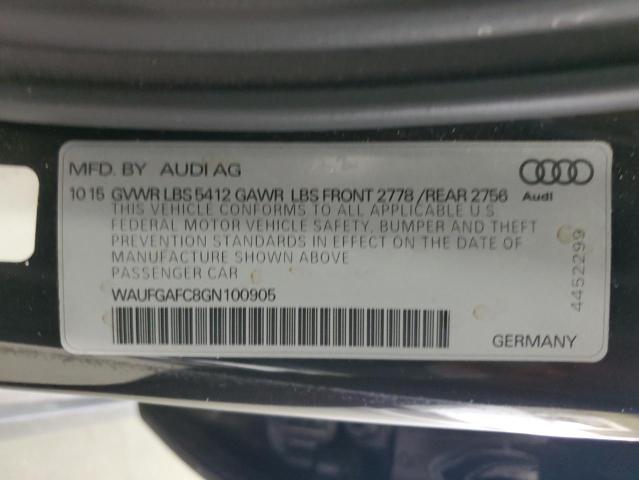 MFD. BY AUDI AG
10 15 GVWR LBS 5412 GAWR LBS FRONT 2778 /REAR 2756
THIS VEHICLE CONFORMS TO ALL APPLICABLE U.S
FEDERAL MOTOR VEHICLE SAFETY, BUMPER AND THEFT
PREVENTION STANDARDS IN EFFECT ON THE DATE OF
MANUFACTURE SHOWN ABOVE
PASSENGER CAR
WAUFGAFC8GN100905
Audi
4452299
GERMANY